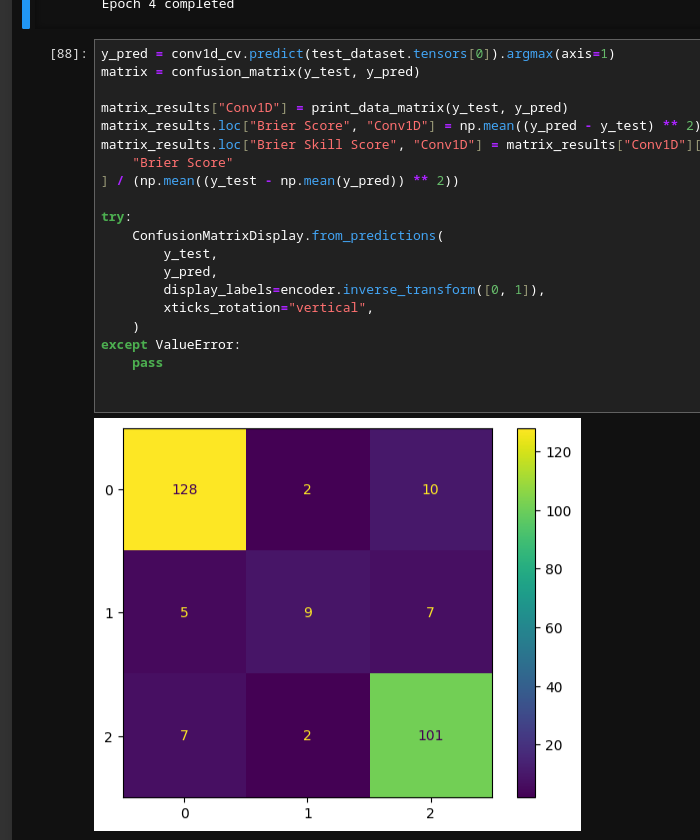 Epoch 4 completed
[88]:
y_pred = conv1d_cv.predict(test_dataset.tensors[0]).argmax(axis=1)
matrix = confusion_matrix(y_test, y_pred)
matrix_results["Conv1D"] = print_data_matrix(y_test, y_pred)
matrix_results.loc["Brier Score", "Conv1D"] = np.mean((y_pred - y_test) ** 2)
matrix_results.loc["Brier Skill Score", "Conv1D"] = matrix_results["Conv1D"][
    "Brier Score"
] / (np.mean((y_test - np.mean(y_pred)) ** 2))
try:
    ConfusionMatrixDisplay.from_predictions(
        y_test,
        y_pred,
        display_labels=encoder.inverse_transform([0, 1]),
        xticks_rotation="vertical",
    )
except ValueError:
    pass
0 128 2 10
1 5 9 7
2 7 2 101
0 1 2
120
100
80
60
40
20